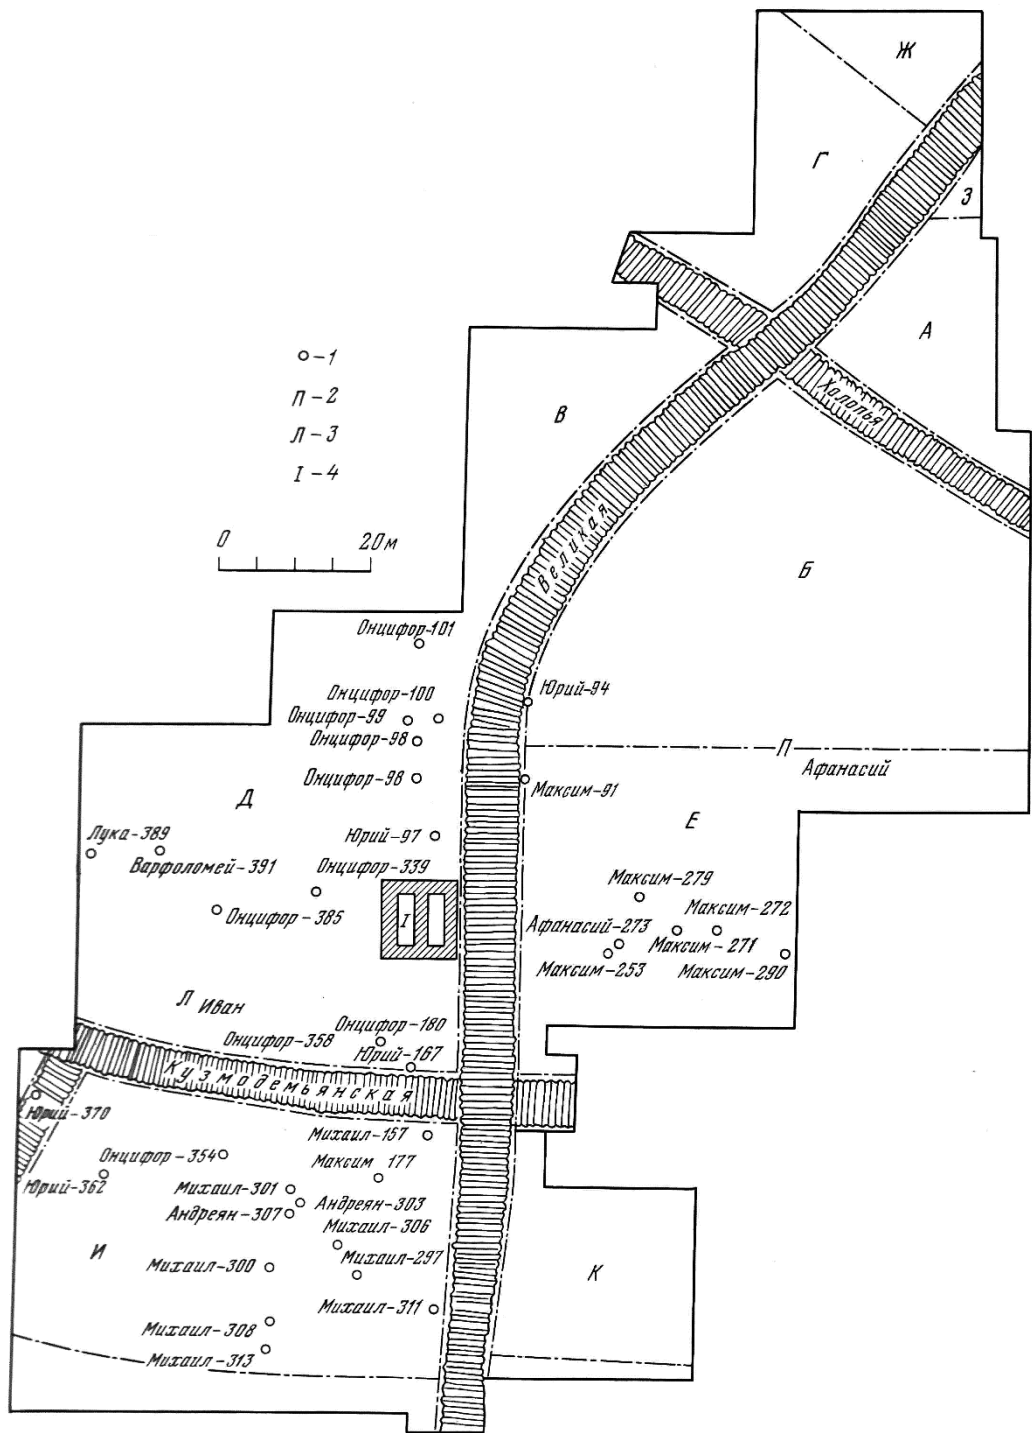 Ж
Г
З
А
Халопья
○-1
П-2
Л-3
I-4
В
0 20м
Великая
Б
Онцифор-101
Юрий-94
Онцифор-100
Онцифор-99
Онцифор-98
П
Афанасий
Онцифор-98
Максим-91
Д
Е
Лука-389
Юрий-97
Варфоломей-391
Онцифор-339
Максим-279
Онцифор-385
I
Максим-272
Афанасий-273
Максим-271
Максим-253
Максим-290
Л Иван
Онцифор-180
Онцифор-358
Юрий-167
Кузмодемьянская
Юрий-370
Михаил-157
Онцифор-354
Максим 177
Юрий-362
Михаил-301
Андреян-303
Андреян-307
Михаил-306
И
Михаил-297
Михаил-300
К
Михаил-311
Михаил-308
Михаил-313